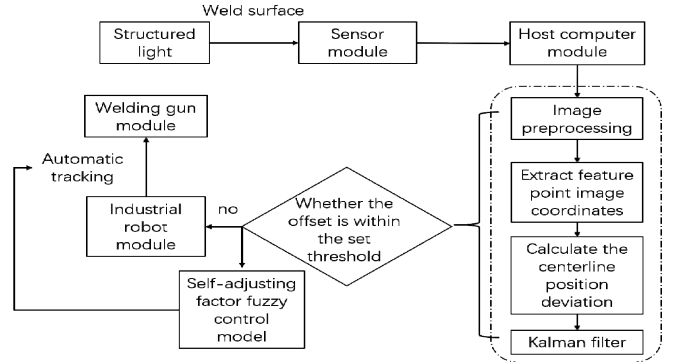 Weld surface
Structured
light
Sensor
module
Host computer
module
Welding gun
module
Automatic
tracking
Industrial
robot
module
no
Whether the
offset is within
the set
threshold
Self-adjusting
factor fuzzy
control
model
Image
preprocessing
Extract feature
point image
coordinates
Calculate the
centerline
position
deviation
Kalman filter